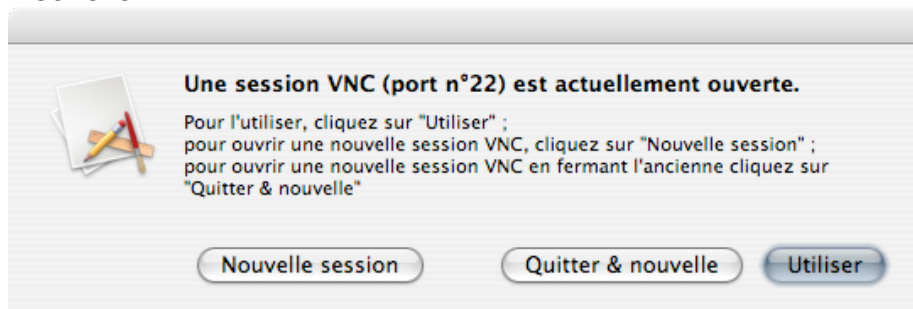 Une session VNC (port n°22) est actuellement ouverte.
Pour l'utiliser, cliquez sur "Utiliser" ;
pour ouvrir une nouvelle session VNC, cliquez sur "Nouvelle session" ;
pour ouvrir une nouvelle session VNC en fermant l'ancienne cliquez sur
"Quitter & nouvelle"
Nouvelle session
Quitter & nouvelle
Utiliser